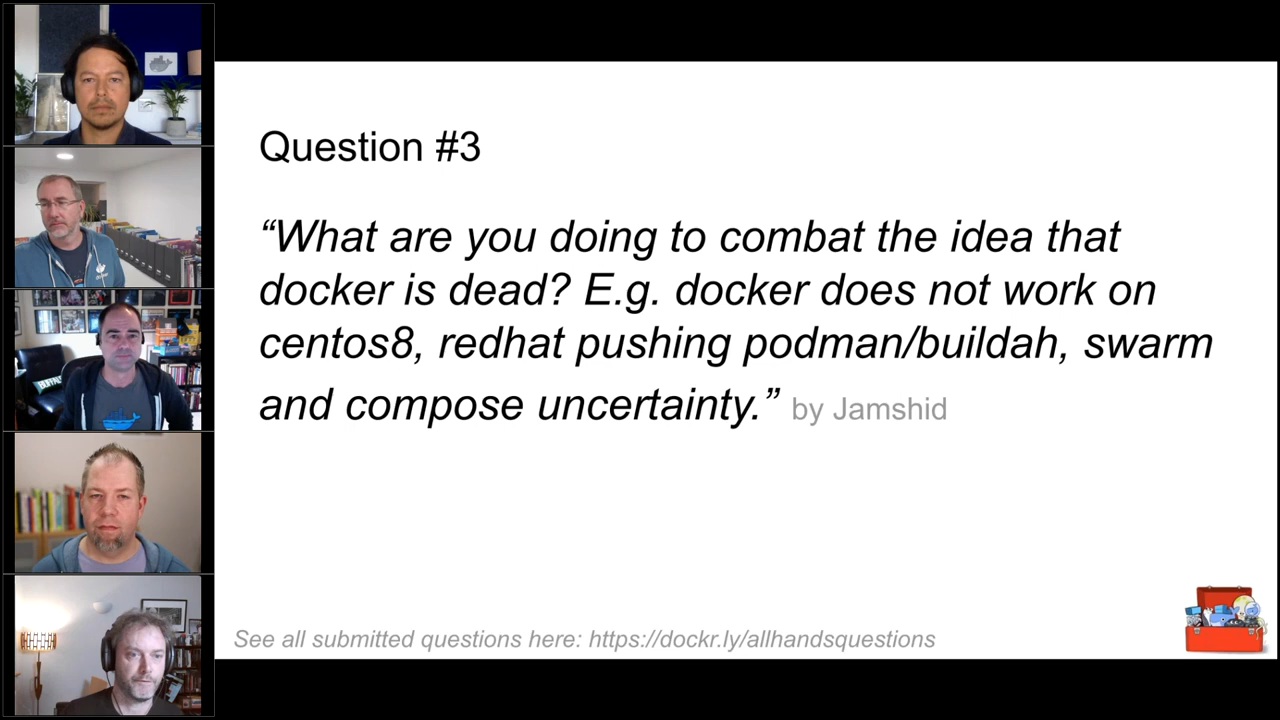 Question #3
“What are you doing to combat the idea that
docker is dead? E.g. docker does not work on
centos8, redhat pushing podman/buildah, swarm
and compose uncertainty.” by Jamshid
See all submitted questions here: https://dockr.ly/allhandsquestions